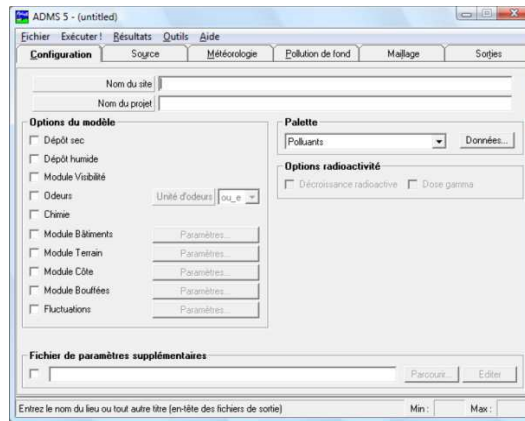 ADMS 5 - (untitled)
Fichier Exécuter ! Résultats Outils Aide
Configuration Source Météorologie Pollution de fond Maillage Sorties
Nom du site
Nom du projet
Options du modèle
Dépôt sec
Dépôt humide
Module Visibilité
Odeurs Unité d'odeurs ou_e
Chimie
Module Bâtiments Paramètres...
Module Terrain Paramètres...
Module Côte Paramètres...
Module Bouffées Paramètres...
Fluctuations Paramètres...
Palette
Polluants Données...
Options radioactivité
Décroissance radioactive Dose gamma
Fichier de paramètres supplémentaires
Parcourir... Editer
Entrez le nom du lieu ou tout autre titre (en-tête des fichiers de sortie) Min : Max :